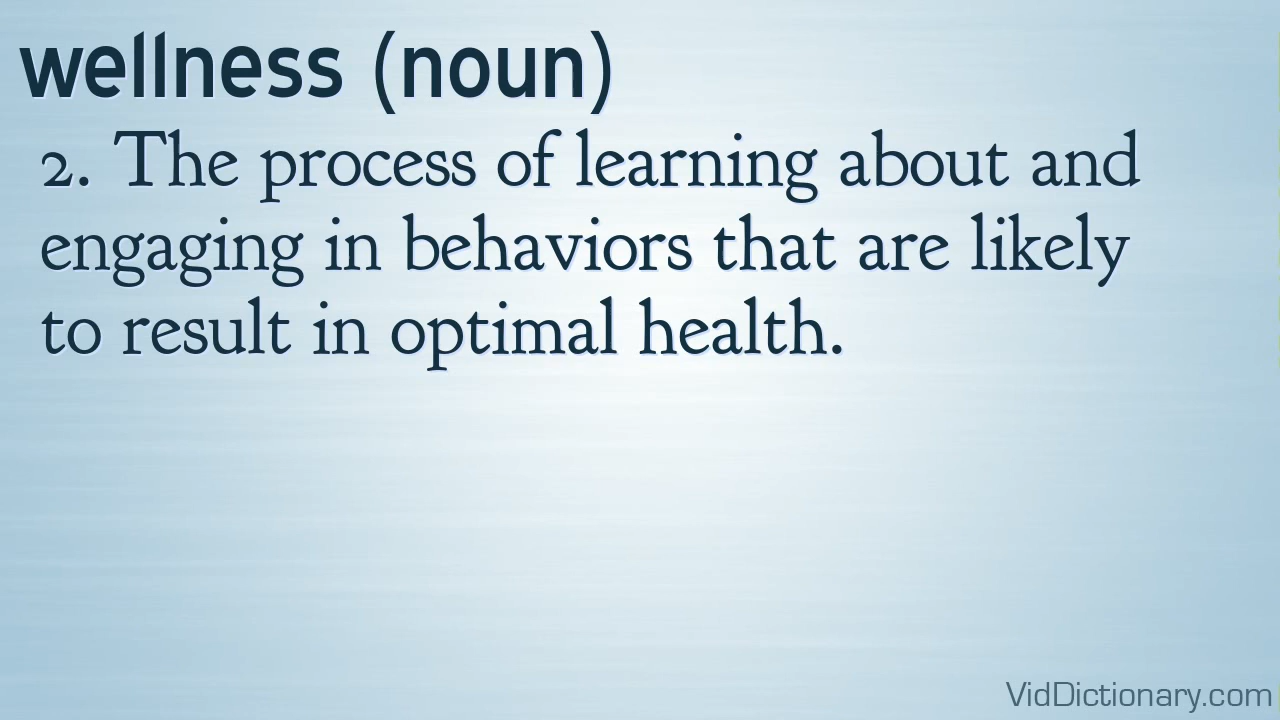 wellness (noun)
2. The process of learning about and
engaging in behaviors that are likely
to result in optimal health.
VidDictionary.com